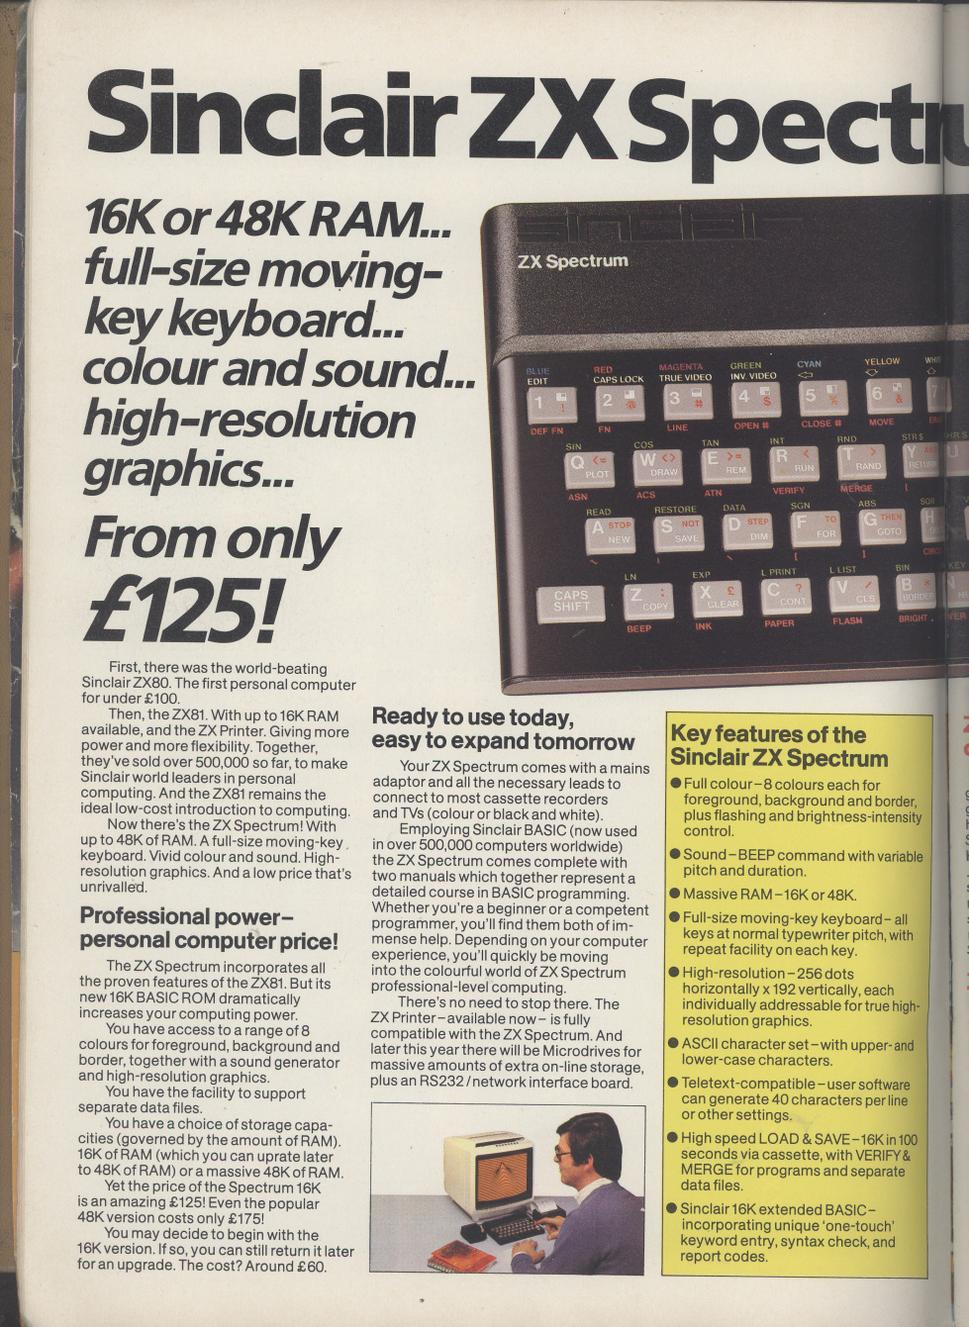 Sinclair ZX Spectru
16K or 48K RAM...
full-size moving-
key keyboard...
colour and sound...
high-resolution
graphics...
From only
£125!
First, there was the world-beating
Sinclair ZX80. The first personal computer
for under £100.
Then, the ZX81. With up to 16K RAM
available, and the ZX Printer. Giving more
power and more flexibility. Together,
they've sold over 500,000 so far, to make
Sinclair world leaders in personal
computing. And the ZX81 remains the
ideal low-cost introduction to computing.
Now there's the ZX Spectrum! With
up to 48K of RAM. A full-size moving-key
keyboard. Vivid colour and sound. High-
resolution graphics. And a low price that's
unrivalled.
Professional power–
personal computer price!
The ZX Spectrum incorporates all
the proven features of the ZX81. But its
new 16K BASIC ROM dramatically
increases your computing power.
You have access to a range of 8
colours for foreground, background and
border, together with a sound generator
and high-resolution graphics.
You have the facility to support
separate data files.
You have a choice of storage capa-
cities (governed by the amount of RAM).
16K of RAM (which you can uprate later
to 48K of RAM) or a massive 48K of RAM.
Yet the price of the Spectrum 16K
is an amazing £125! Even the popular
48K version costs only £175!
You may decide to begin with the
16K version. If so, you can still return it later
for an upgrade. The cost? Around £60.
sinclair
ZX Spectrum
BLUE RED MAGENTA GREEN CYAN YELLOW WHI
EDIT CAPS LOCK TRUE VIDEO INV. VIDEO
1 ! 2 @ 3 # 4 $ 5 % 6 & 7
DEF FN FN LINE OPEN # CLOSE # MOVE
SIN COS TAN INT RND STR$
Q <= W <> E >= R < T > Y
PLOT DRAW REM RUN RAND RETURN
ASN ACS ATN VERIFY MERGE [
READ RESTORE DATA SGN ABS SQR
A STOP S NOT D STEP F TO G THEN H
NEW SAVE DIM FOR GOTO
~ | \ { }
LN EXP L PRINT L LIST BIN
CAPS SHIFT Z : X £ C ? V / B *
COPY CLEAR CONT CLS BORDER
BEEP INK PAPER FLASH BRIGHT
Ready to use today,
easy to expand tomorrow
Your ZX Spectrum comes with a mains
adaptor and all the necessary leads to
connect to most cassette recorders
and TVs (colour or black and white).
Employing Sinclair BASIC (now used
in over 500,000 computers worldwide)
the ZX Spectrum comes complete with
two manuals which together represent a
detailed course in BASIC programming.
Whether you're a beginner or a competent
programmer, you'll find them both of im-
mense help. Depending on your computer
experience, you'll quickly be moving
into the colourful world of ZX Spectrum
professional-level computing.
There's no need to stop there. The
ZX Printer–available now–is fully
compatible with the ZX Spectrum. And
later this year there will be Microdrives for
massive amounts of extra on-line storage,
plus an RS232/network interface board.
Key features of the
Sinclair ZX Spectrum
● Full colour–8 colours each for
foreground, background and border,
plus flashing and brightness-intensity
control.
● Sound–BEEP command with variable
pitch and duration.
● Massive RAM–16K or 48K.
● Full-size moving-key keyboard–all
keys at normal typewriter pitch, with
repeat facility on each key.
● High-resolution–256 dots
horizontally x 192 vertically, each
individually addressable for true high-
resolution graphics.
● ASCII character set–with upper- and
lower-case characters.
● Teletext-compatible–user software
can generate 40 characters per line
or other settings.
● High speed LOAD & SAVE–16K in 100
seconds via cassette, with VERIFY &
MERGE for programs and separate
data files.
● Sinclair 16K extended BASIC–
incorporating unique 'one-touch'
keyword entry, syntax check, and
report codes.